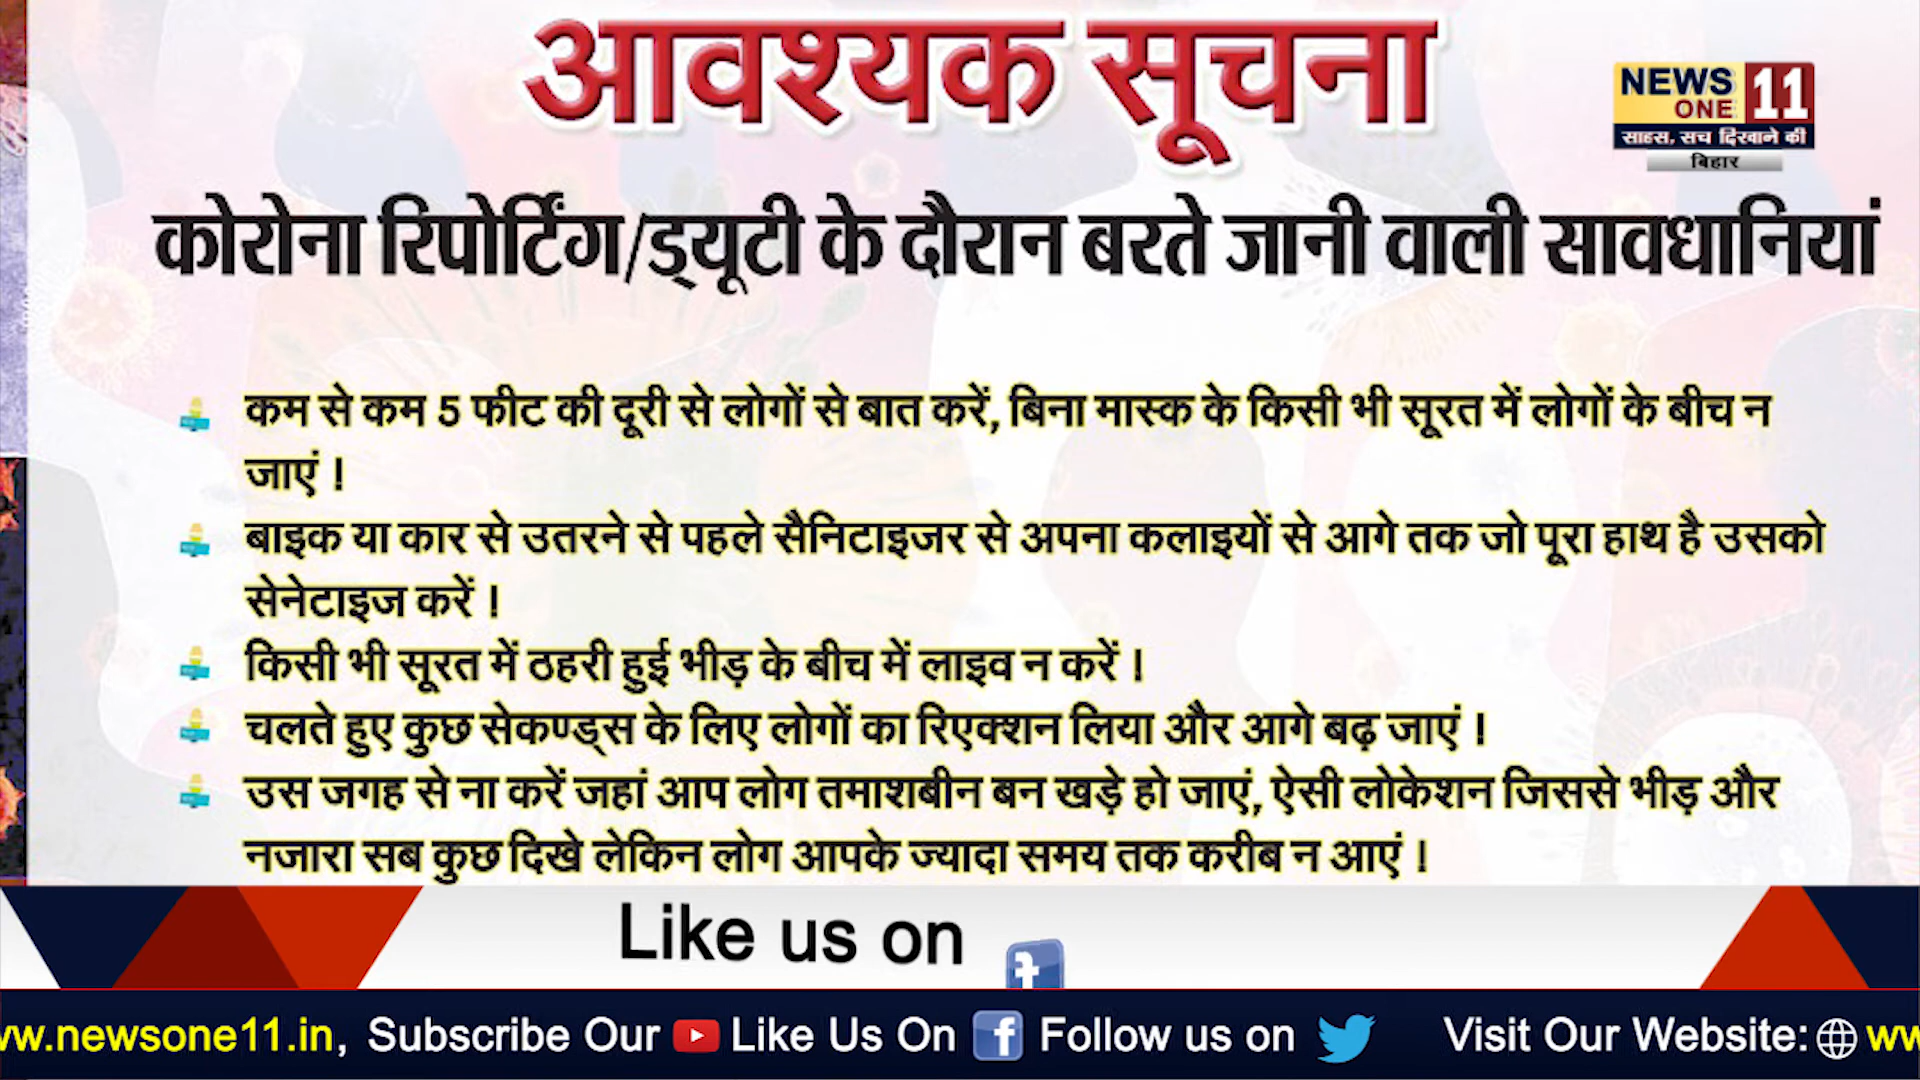 आवश्यक सूचना
NEWS
ONE 11
साहस, सच दिखाने की
बिहार
कोरोना रिपोर्टिंग/ड्यूटी के दौरान बरते जानी वाली सावधानियां
कम से कम 5 फीट की दूरी से लोगों से बात करें, बिना मास्क के किसी भी सूरत में लोगों के बीच न
जाएं !
बाइक या कार से उतरने से पहले सैनिटाइजर से अपना कलाइयों से आगे तक जो पूरा हाथ है उसको
सेनेटाइज करें !
किसी भी सूरत में ठहरी हुई भीड़ के बीच में लाइव न करें !
चलते हुए कुछ सेकण्ड्स के लिए लोगों का रिएक्शन लिया और आगे बढ़ जाएं !
उस जगह से ना करें जहां आप लोग तमाशबीन बन खड़े हो जाएं, ऐसी लोकेशन जिससे भीड़ और
नजारा सब कुछ दिखे लेकिन लोग आपके ज्यादा समय तक करीब न आएं !
Like us on
w.newsone11.in, Subscribe Our Like Us On Follow us on Visit Our Website: